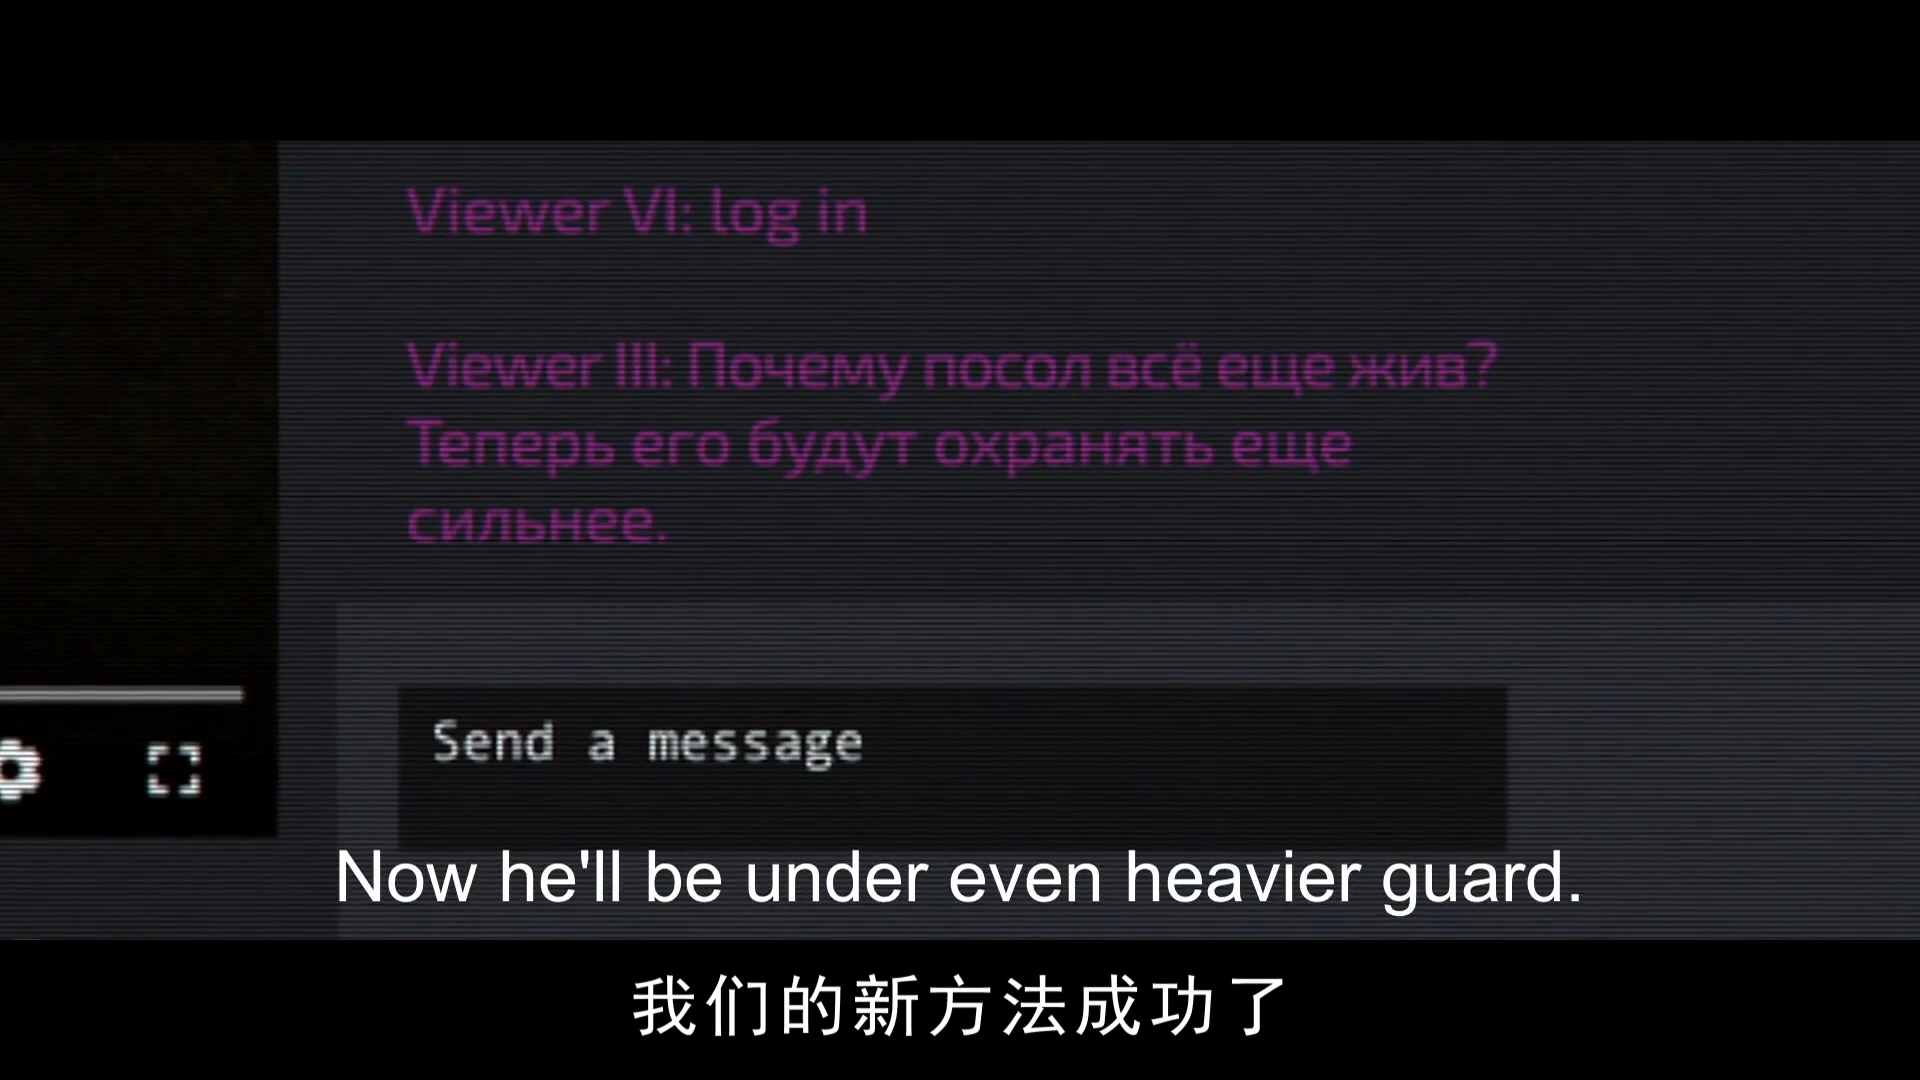 Viewer VI: log in
Viewer III: Почему посол всё еще жив?
Теперь его будут охранять еще
сильнее.
Send a message
Now he'll be under even heavier guard.
我们的新方法成功了